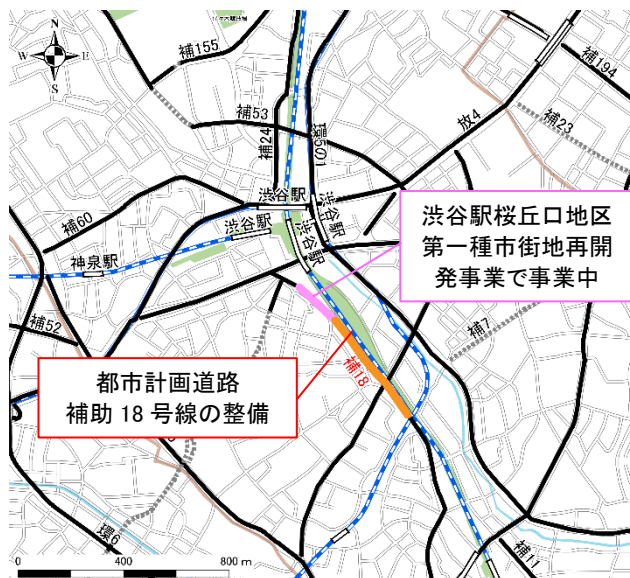 N
W
E
S
補155
補194
補53
補24
環5の1
放4
補23
渋谷駅
渋谷駅
渋谷駅
渋谷駅
補60
神泉駅
渋谷駅桜丘口地区
第一種市街地再開
発事業で事業中
補52
補7
補18
都市計画道路
補助 18 号線の整備
環6
補11
0
400
800 m